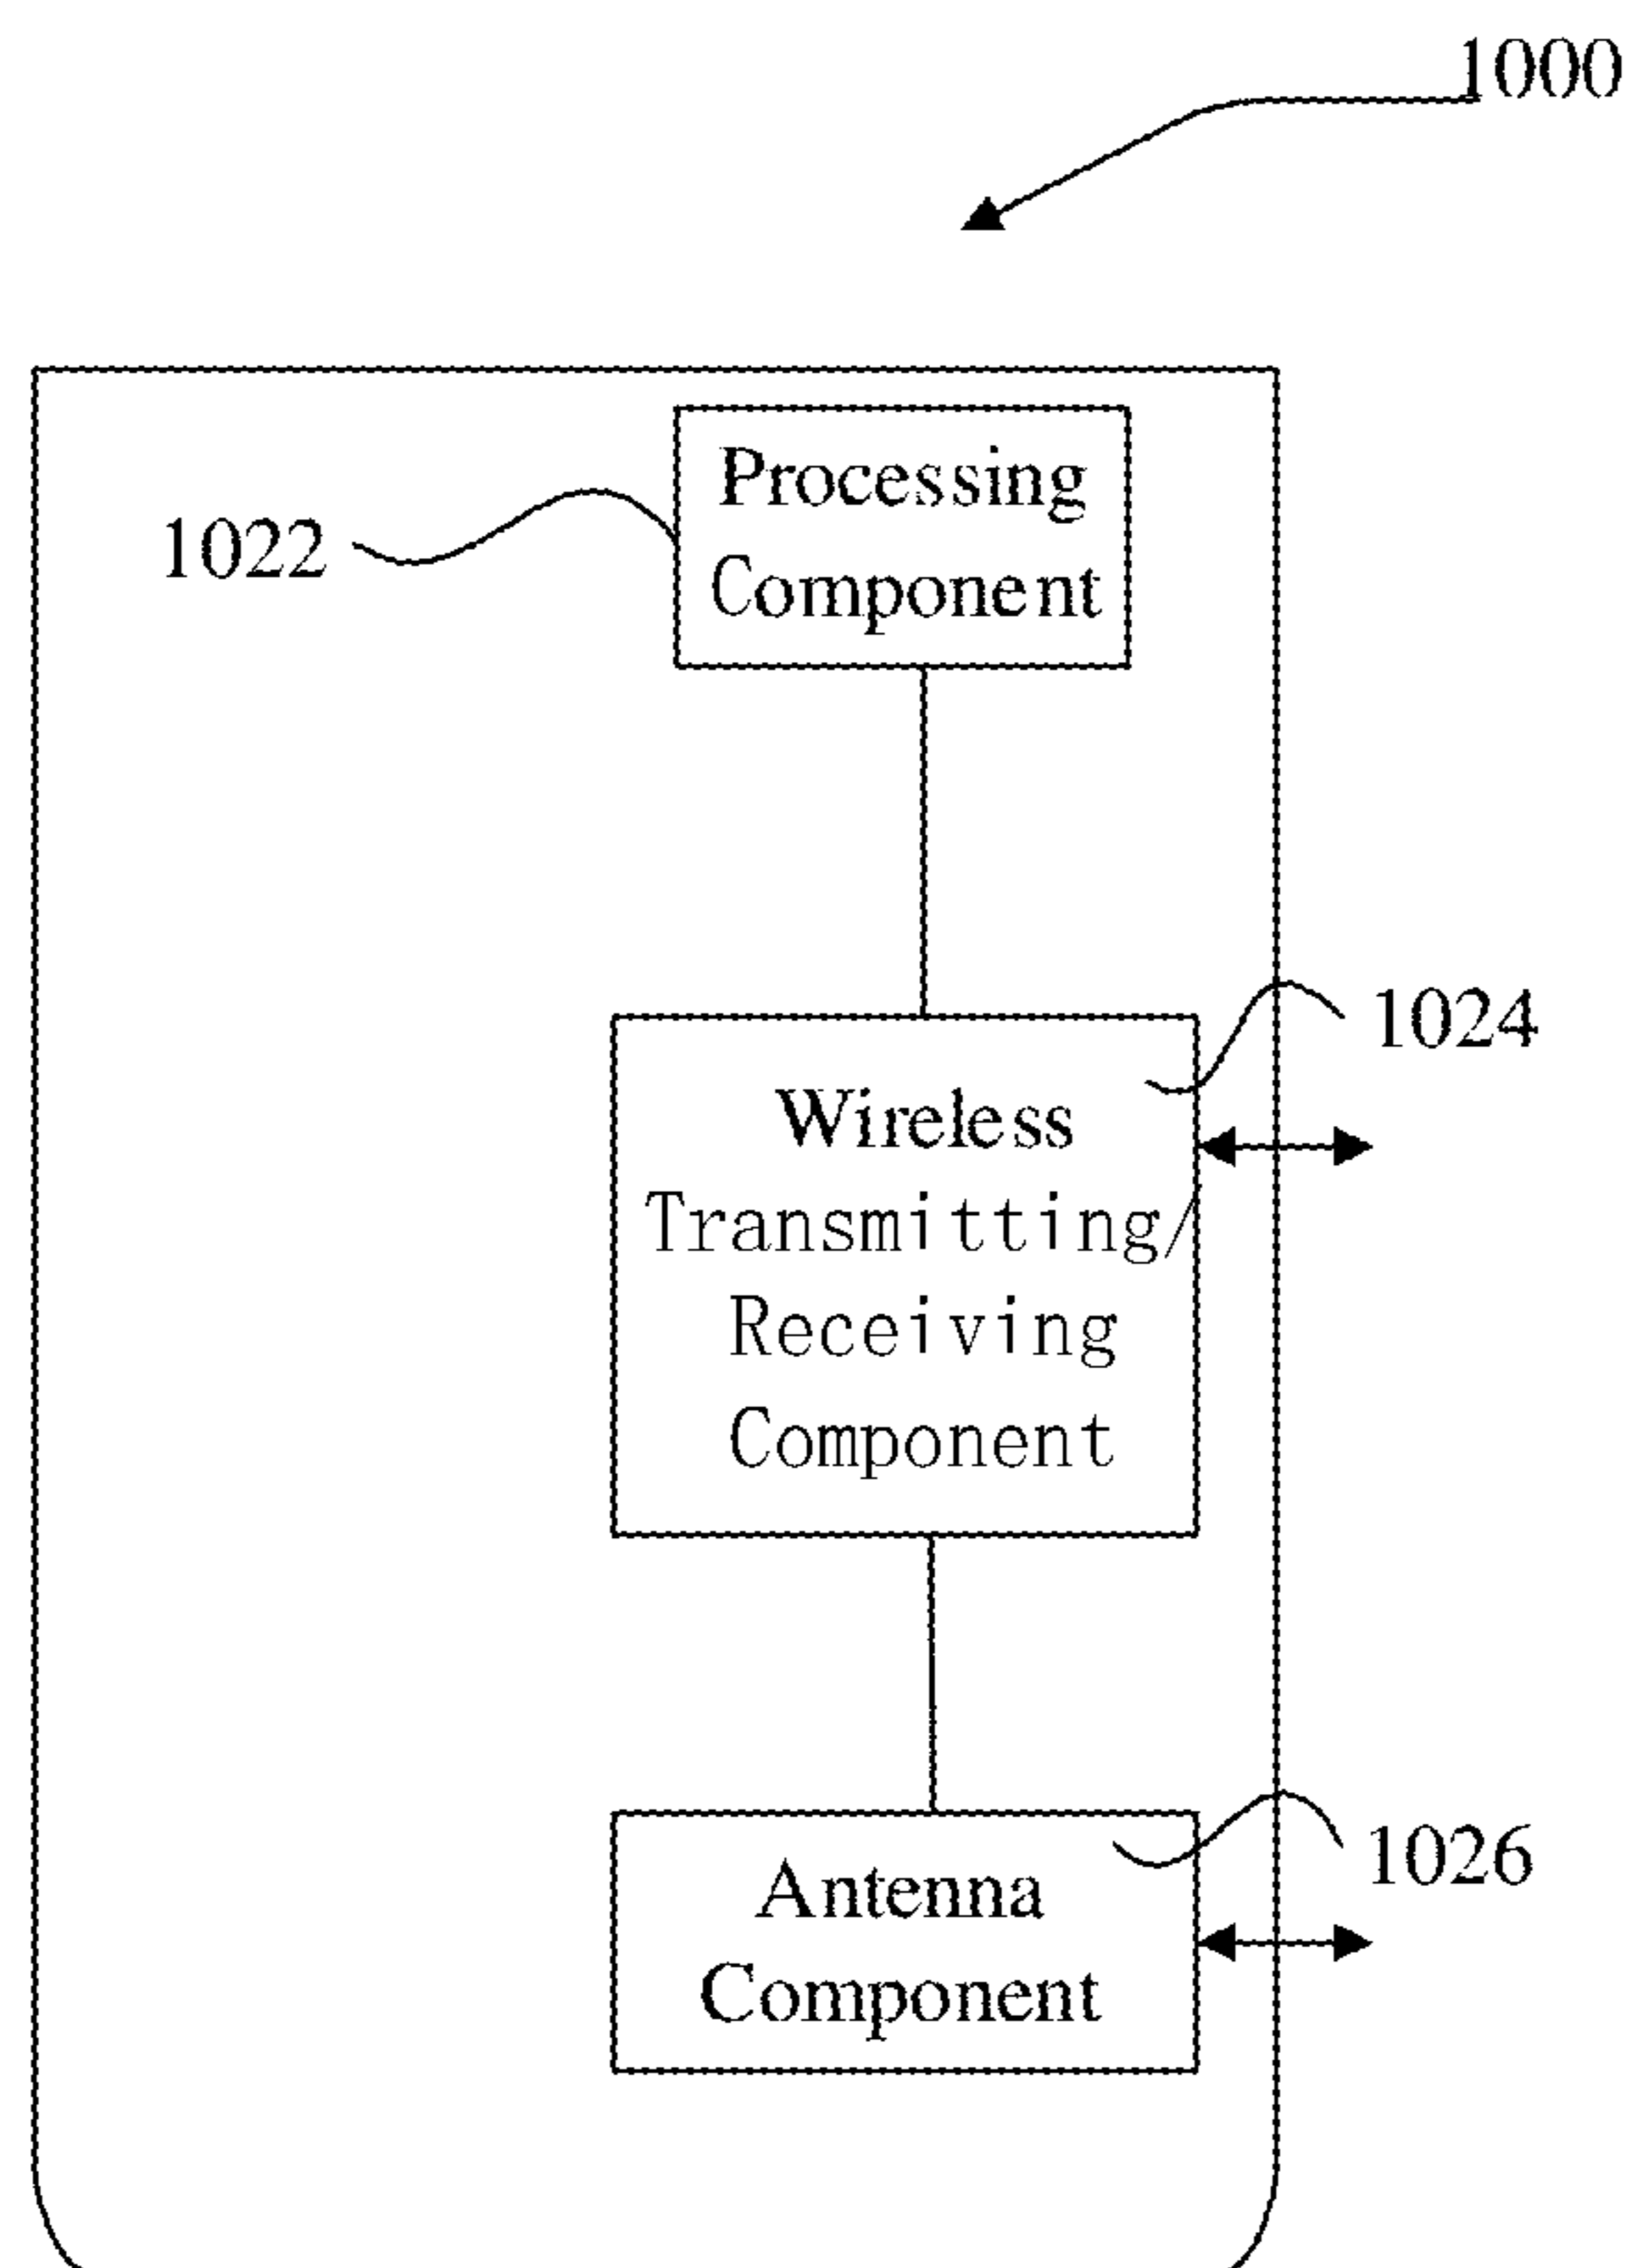 1000
Processing
Component
1022
1024
Wireless
Transmitting/
Receiving
Component
1026
Antenna
Component